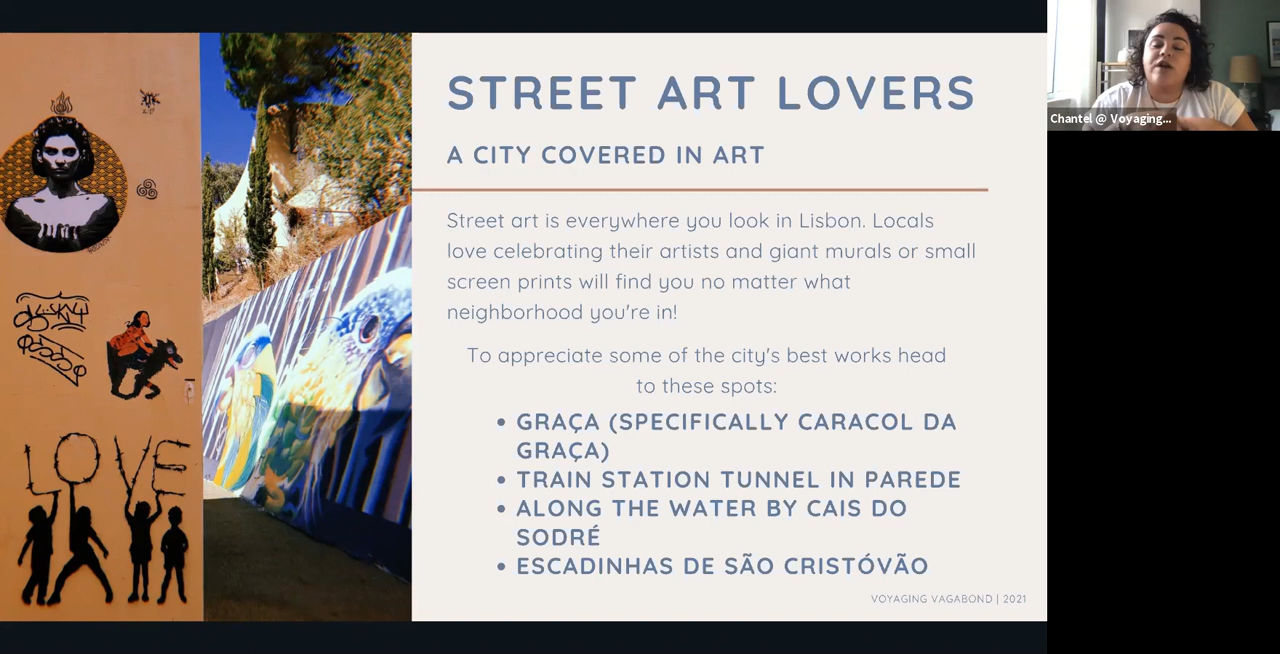 STREET ART LOVERS
A CITY COVERED IN ART
Street art is everywhere you look in Lisbon. Locals
love celebrating their artists and giant murals or small
screen prints will find you no matter what
neighborhood you're in!
To appreciate some of the city's best works head
to these spots:
• GRAÇA (SPECIFICALLY CARACOL DA
GRAÇA)
• TRAIN STATION TUNNEL IN PAREDE
• ALONG THE WATER BY CAIS DO
SODRÉ
• ESCADINHAS DE SÃO CRISTÓVÃO
VOYAGING VAGABOND | 2021
LOVE
Chantel @ Voyaging...